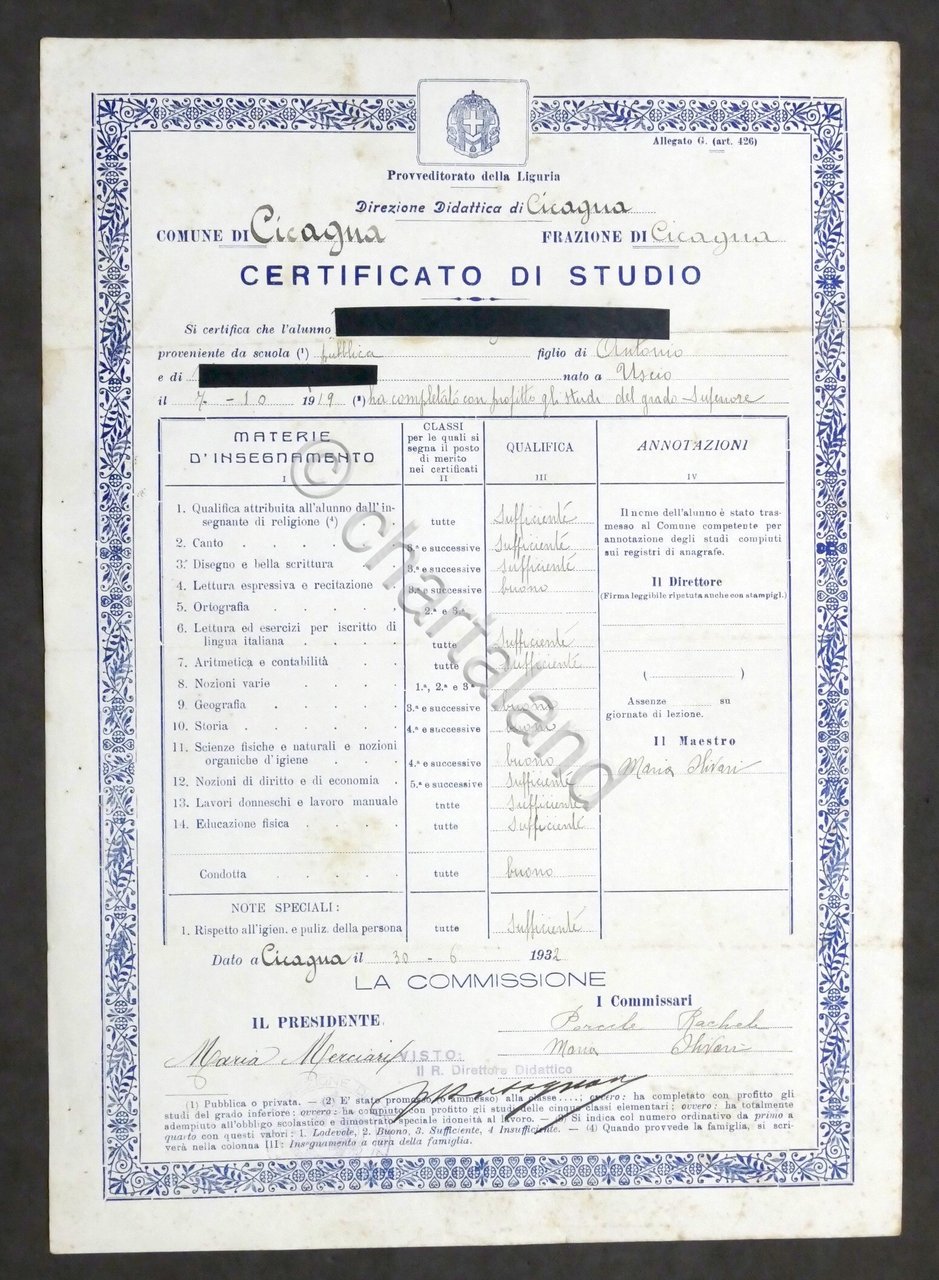 Allegato G. (art. 426)
Provveditorato della Liguria
Direzione Didattica di Cicagna
COMUNE DI Cicagna FRAZIONE DI Cicagna
CERTIFICATO DI STUDIO
Si certifica che l'alunno
proveniente da scuola (¹) pubblica figlio di Antonio
e di nato a Uscio
il 7 - 10 1919 (²) ha completato con profitto gli studi del grado Superiore
MATERIE D'INSEGNAMENTO I
CLASSI per le quali si segna il posto di merito nei certificati II
QUALIFICA III
ANNOTAZIONI IV
1. Qualifica attribuita all'alunno dall'insegnante di religione (⁴) tutte Sufficiente
2. Canto 5.ª e successive Sufficiente
3. Disegno e bella scrittura 3.ª e successive Sufficiente
4. Lettura espressiva e recitazione 3.ª e successive buono
5. Ortografia 2.ª e 3.ª
6. Lettura ed esercizi per iscritto di lingua italiana tutte Sufficiente
7. Aritmetica e contabilità tutte Sufficiente
8. Nozioni varie 1.ª, 2.ª e 3ª
9. Geografia 3.ª e successive buono
10. Storia 4.ª e successive buono
11. Scienze fisiche e naturali e nozioni organiche d'igiene 4.ª e successive buono
12. Nozioni di diritto e di economia 5.ª e successive Sufficiente
13. Lavori donneschi e lavoro manuale tntte Sufficiente
14. Educazione fisica tutte Sufficiente
Condotta tutte buono
NOTE SPECIALI:
1. Rispetto all'igien. e puliz. della persona tutte Sufficiente
Il nome dell'alunno è stato trasmesso al Comune competente per
annotazione degli studi compiuti
sui registri di anagrafe.
Il Direttore
(Firma leggibile ripetuta anche con stampigl.)
( )
Assenze su
giornate di lezione.
Il Maestro
Maria Olivari
Dato a Cicagna il 30 - 6 1932
LA COMMISSIONE
IL PRESIDENTE
I Commissari
Porcile Rachele
Maria Olivari
Maria Merciari
VISTO:
Il R. Direttore Didattico
(1) Pubblica o privata. — (2) E' stato promosso (o ammesso) alla classe ....; ovvero: ha completato con profitto gli
studi del grado inferiore: ovvero: ha compiuto con profitto gli studi delle cinque classi elementari; ovvero: ha totalmente
adempiuto all'obbligo scolastico e dimostrato speciale idoneità al lavoro. — (3) Si indica col numero ordinativo da primo a
quarto con questi valori: 1. Lodevole, 2. Buono, 3. Sufficiente, 4 Insufficiente. — (4) Quando provvede la famiglia, si scri-
verà nella colonna III: Insegnamento a cura della famiglia.
© chartaland